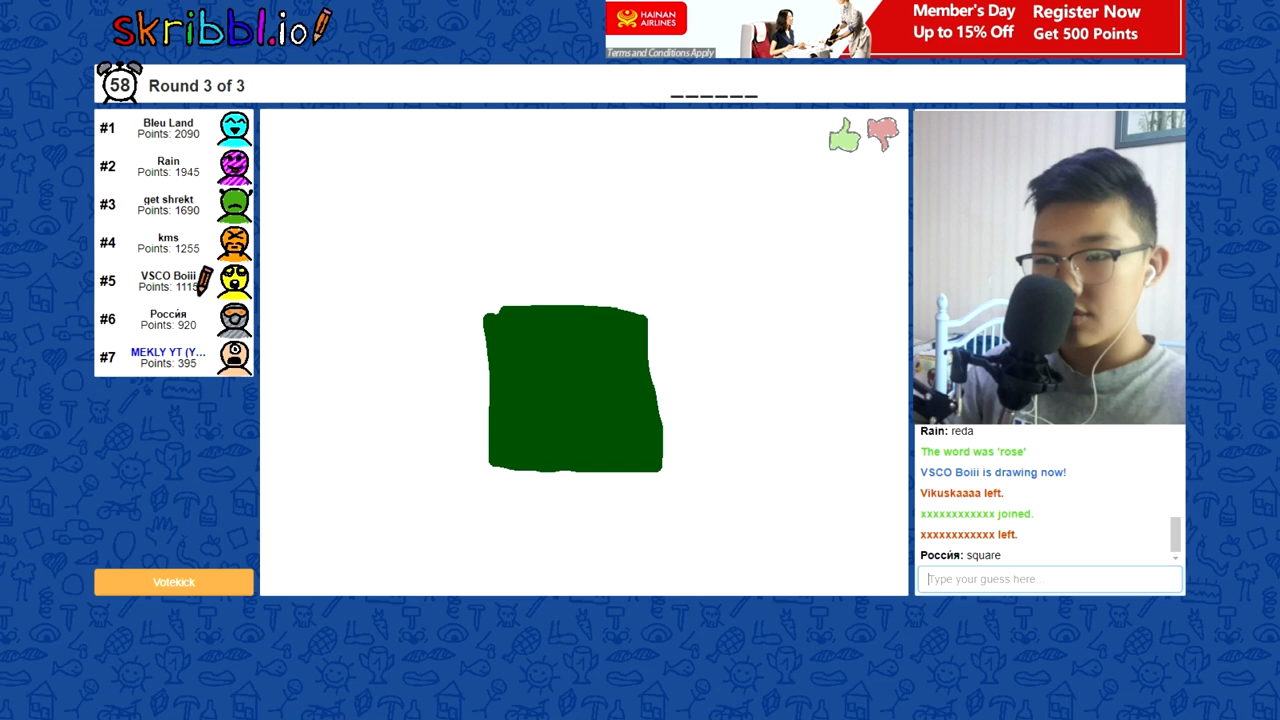 skribbl.io
HAINAN AIRLINES
Terms and Conditions Apply
Member's Day
Up to 15% Off
Register Now
Get 500 Points
58
Round 3 of 3
______
#1
Bleu Land
Points: 2090
#2
Rain
Points: 1945
#3
get shrekt
Points: 1690
#4
kms
Points: 1255
#5
VSCO Boiii
Points: 1115
#6
Росси́я
Points: 920
#7
MEKLY YT (Y...
Points: 395
Votekick
Rain: reda
The word was 'rose'
VSCO Boiii is drawing now!
Vikuskaaaa left.
xxxxxxxxxxxx joined.
xxxxxxxxxxxx left.
Росси́я: square
Type your guess here...